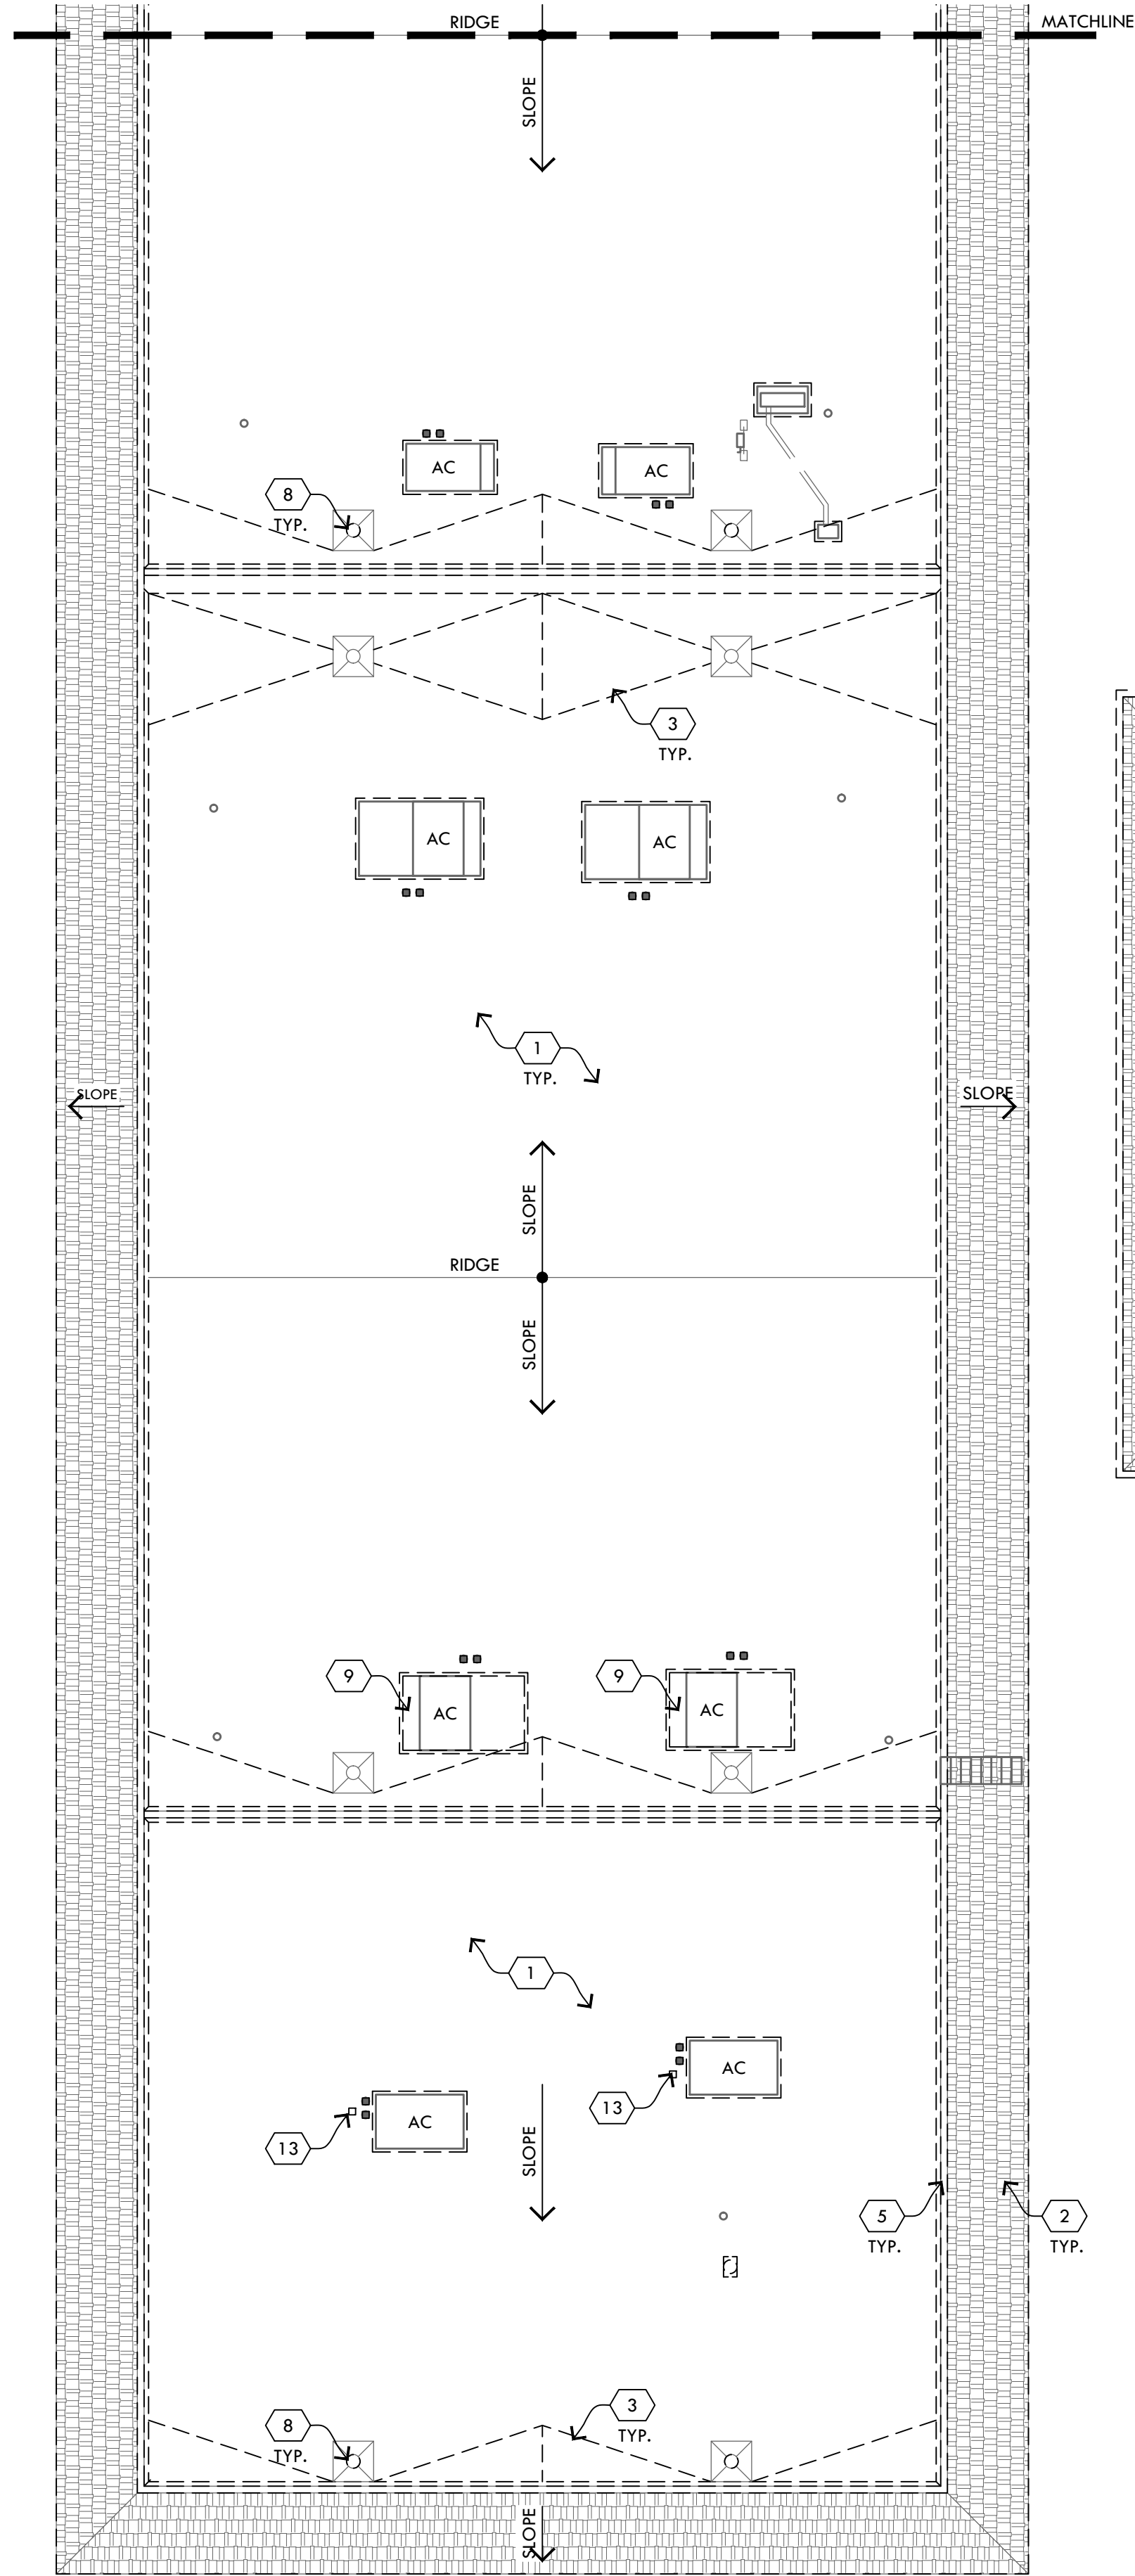 RIDGE
MATCHLINE
SLOPE
AC
AC
8
TYP.
3
TYP.
AC
AC
1
TYP.
SLOPE
SLOPE
SLOPE
RIDGE
SLOPE
9
9
AC
AC
1
AC
13
AC
13
SLOPE
5
TYP.
2
TYP.
3
TYP.
8
TYP.
SLOPE